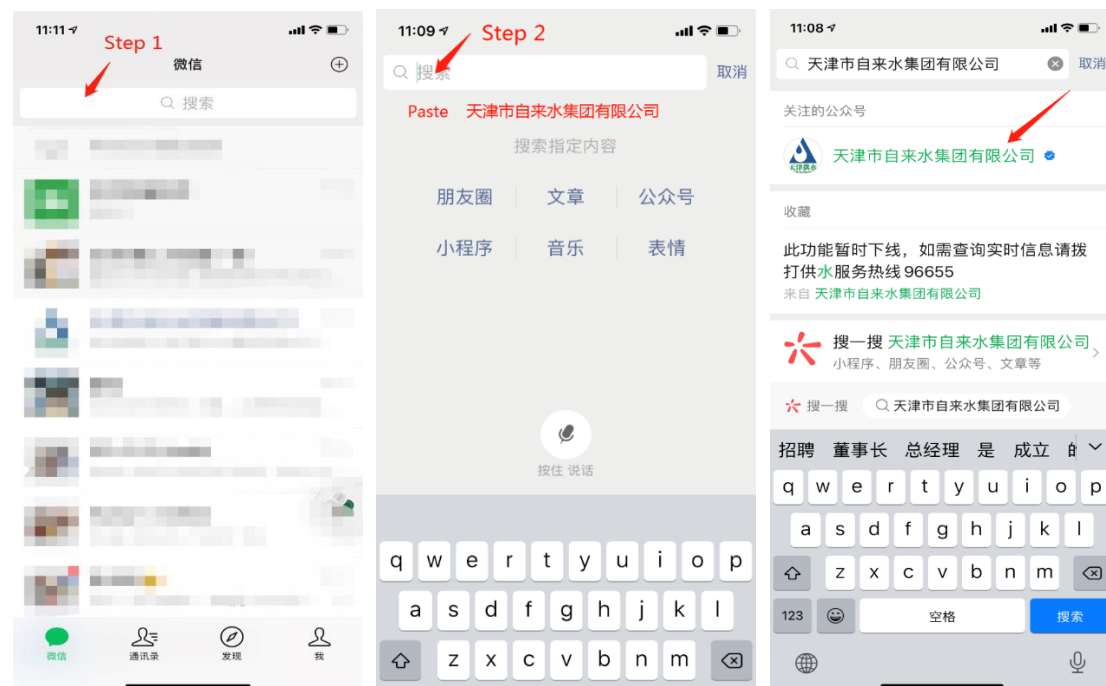 11:11
Step 1
微信
搜索
微信
通讯录
发现
我
11:09
Step 2
搜索
取消
Paste 天津市自来水集团有限公司
搜索指定内容
朋友圈 文章 公众号
小程序 音乐 表情
按住 说话
q w e r t y u i o p
a s d f g h j k l
z x c v b n m
11:08
天津市自来水集团有限公司
取消
关注的公众号
天津供水
天津市自来水集团有限公司
收藏
此功能暂时下线，如需查询实时信息请拨
打供水服务热线 96655
来自 天津市自来水集团有限公司
搜一搜 天津市自来水集团有限公司
小程序、朋友圈、公众号、文章等
搜一搜 天津市自来水集团有限公司
招聘 董事长 总经理 是 成立
q w e r t y u i o p
a s d f g h j k l
z x c v b n m
123 空格 搜索